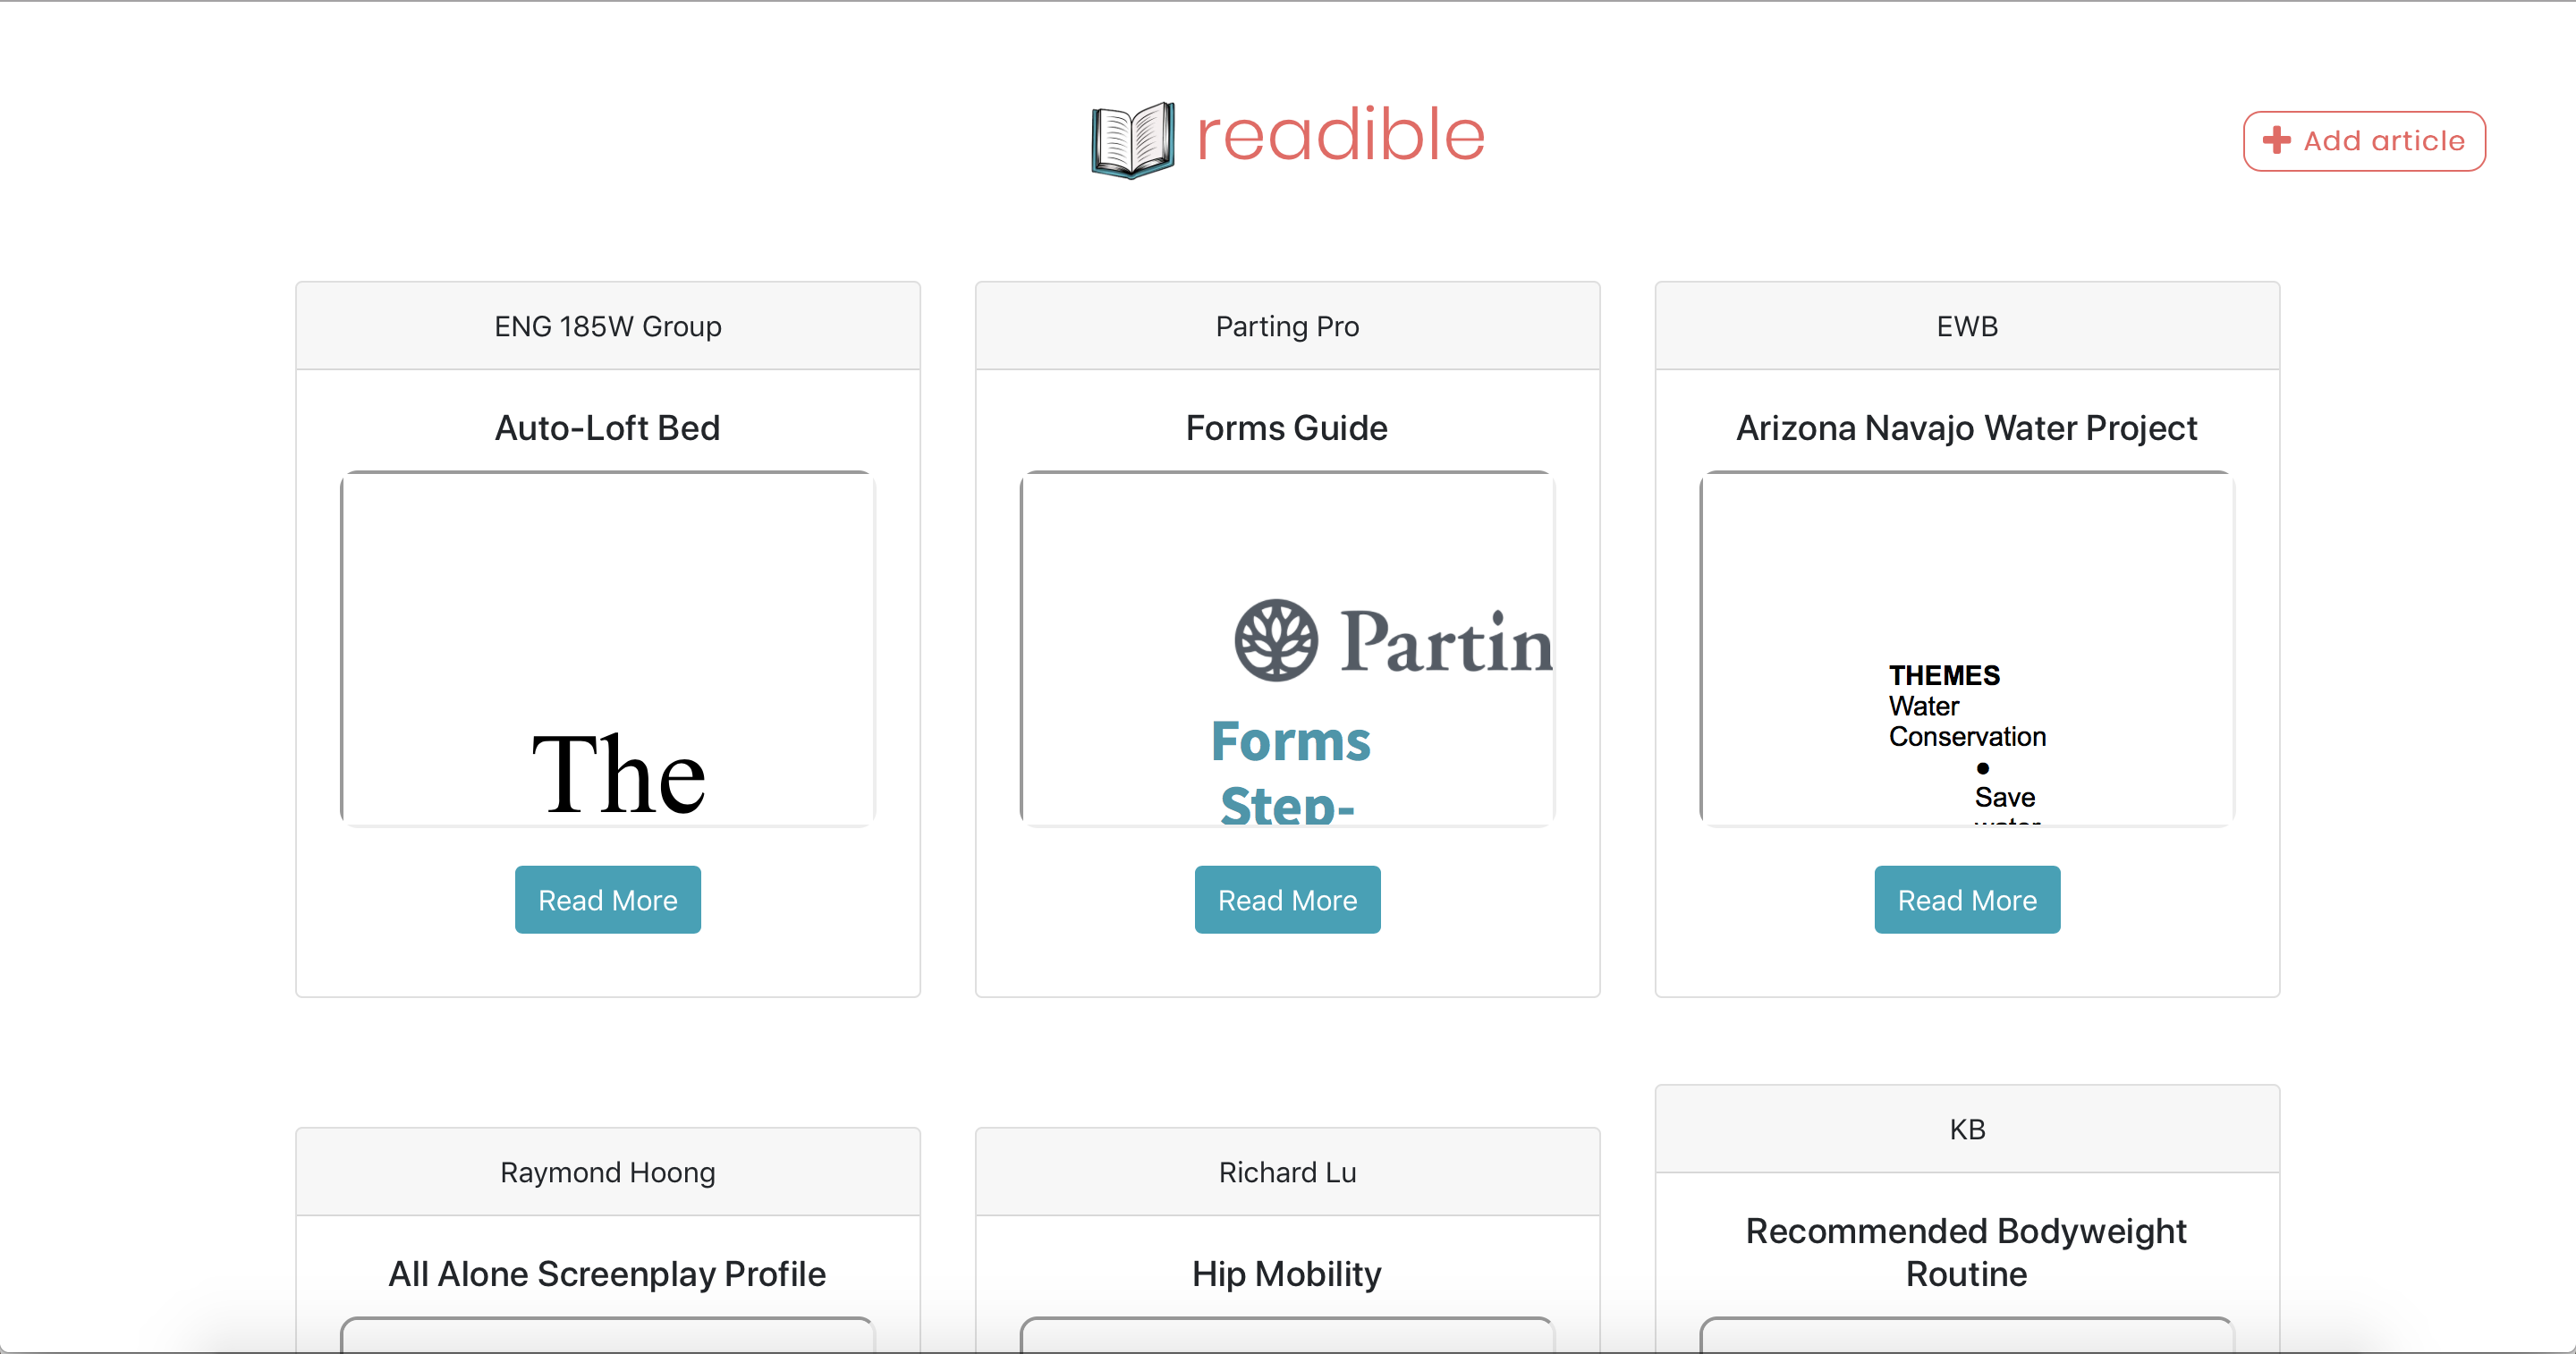 readible
Add article
ENG 185W Group
Auto-Loft Bed
The
Read More
Parting Pro
Forms Guide
Partin
Forms
Step-
Read More
EWB
Arizona Navajo Water Project
THEMES
Water
Conservation
•
Save
water
Read More
Raymond Hoong
All Alone Screenplay Profile
Richard Lu
Hip Mobility
KB
Recommended Bodyweight
Routine